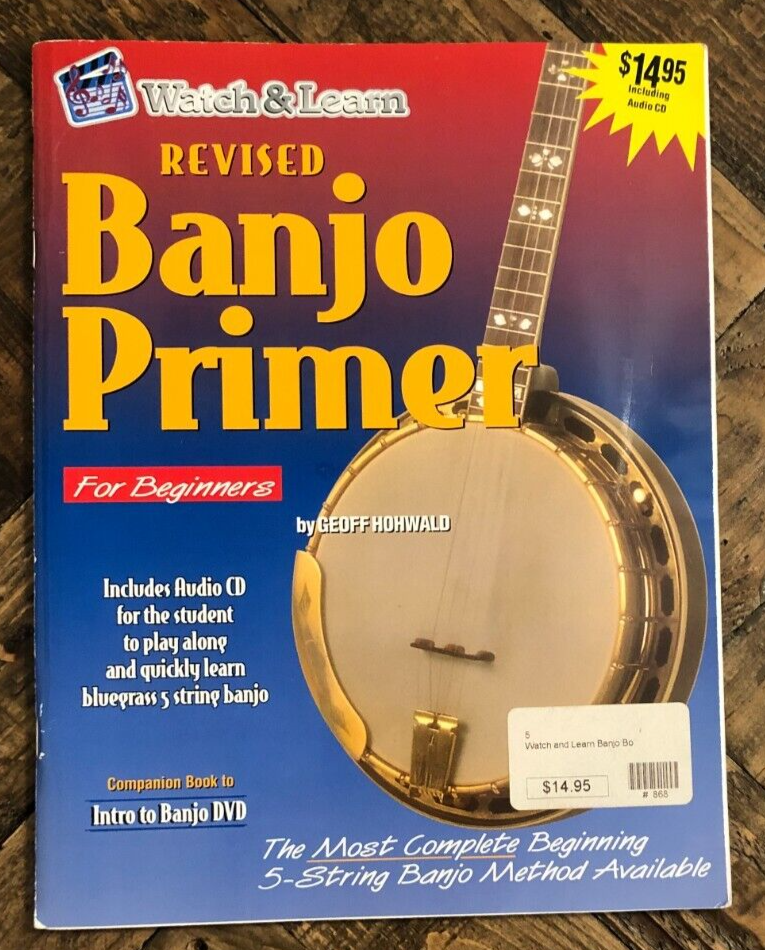 Watch & Learn
$14.95
Including
Audio CD
REVISED
Banjo
Primer
For Beginners
by GEOFF HOHWALD
Includes Audio CD
for the student
to play along
and quickly learn
bluegrass 5 string banjo
5
Watch and Learn Banjo Bo
$14.95
# 868
Companion Book to
Intro to Banjo DVD
The Most Complete Beginning
5-String Banjo Method Available